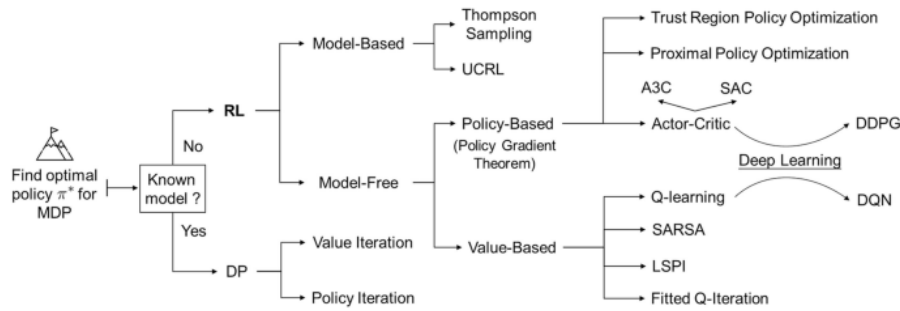 Find optimal
policy π* for
MDP
Known
model ?
No
Yes
RL
DP
Model-Based
Model-Free
Value Iteration
Policy Iteration
Thompson
Sampling
UCRL
Policy-Based
(Policy Gradient
Theorem)
Value-Based
Trust Region Policy Optimization
Proximal Policy Optimization
A3C
SAC
Actor-Critic
DDPG
Deep Learning
Q-learning
DQN
SARSA
LSPI
Fitted Q-Iteration